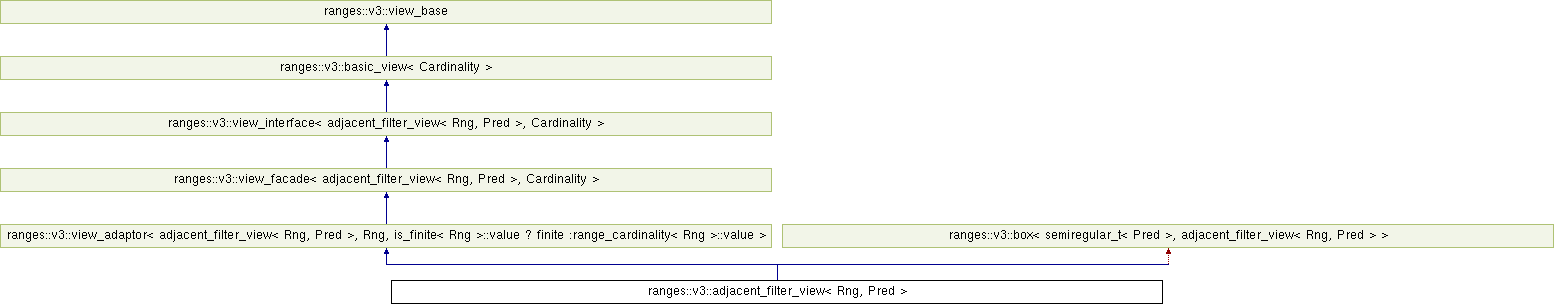 ranges::v3::view_base
ranges::v3::basic_view< Cardinality >
ranges::v3::view_interface< adjacent_filter_view< Rng, Pred >, Cardinality >
ranges::v3::view_facade< adjacent_filter_view< Rng, Pred >, Cardinality >
ranges::v3::view_adaptor< adjacent_filter_view< Rng, Pred >, Rng, is_finite< Rng >::value ? finite :range_cardinality< Rng >::value >
ranges::v3::box< semiregular_t< Pred >, adjacent_filter_view< Rng, Pred > >
ranges::v3::adjacent_filter_view< Rng, Pred >